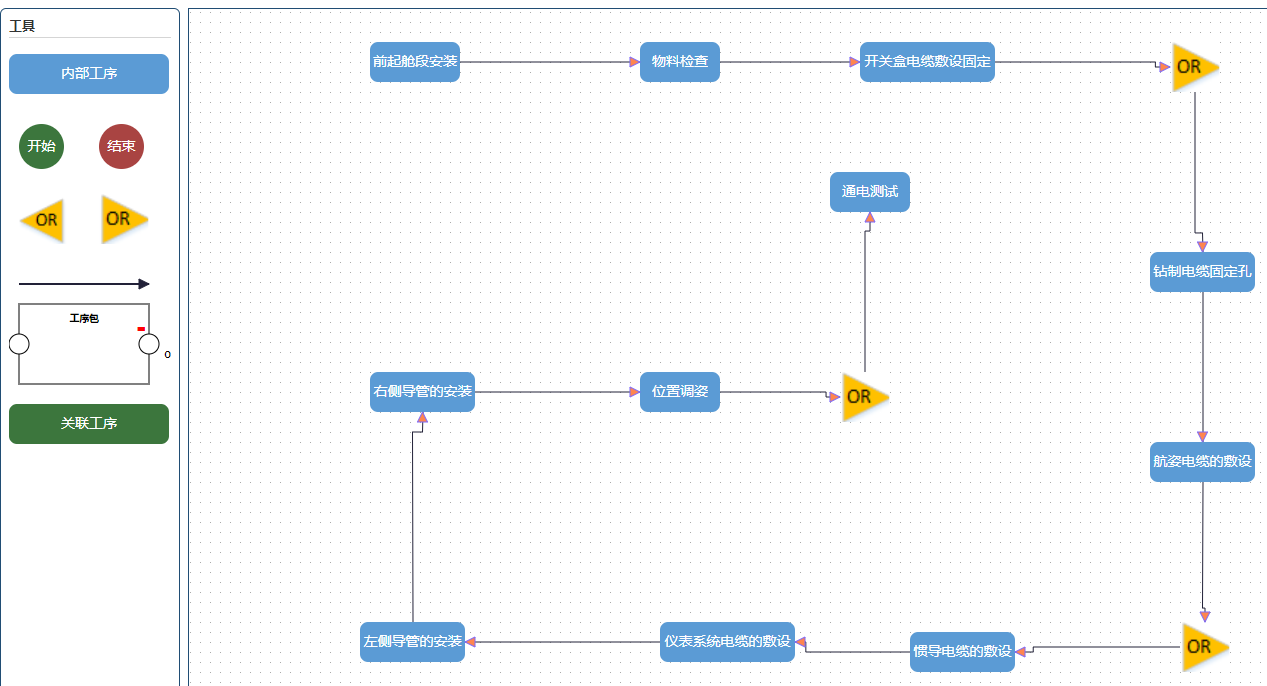 工具
内部工序
开始
结束
OR
OR
工序包
o
关联工序
前起舱段安装
物料检查
开关盒电缆敷设固定
OR
通电测试
钻制电缆固定孔
右侧导管的安装
位置调姿
OR
航姿电缆的敷设
左侧导管的安装
仪表系统电缆的敷设
惯导电缆的敷设
OR